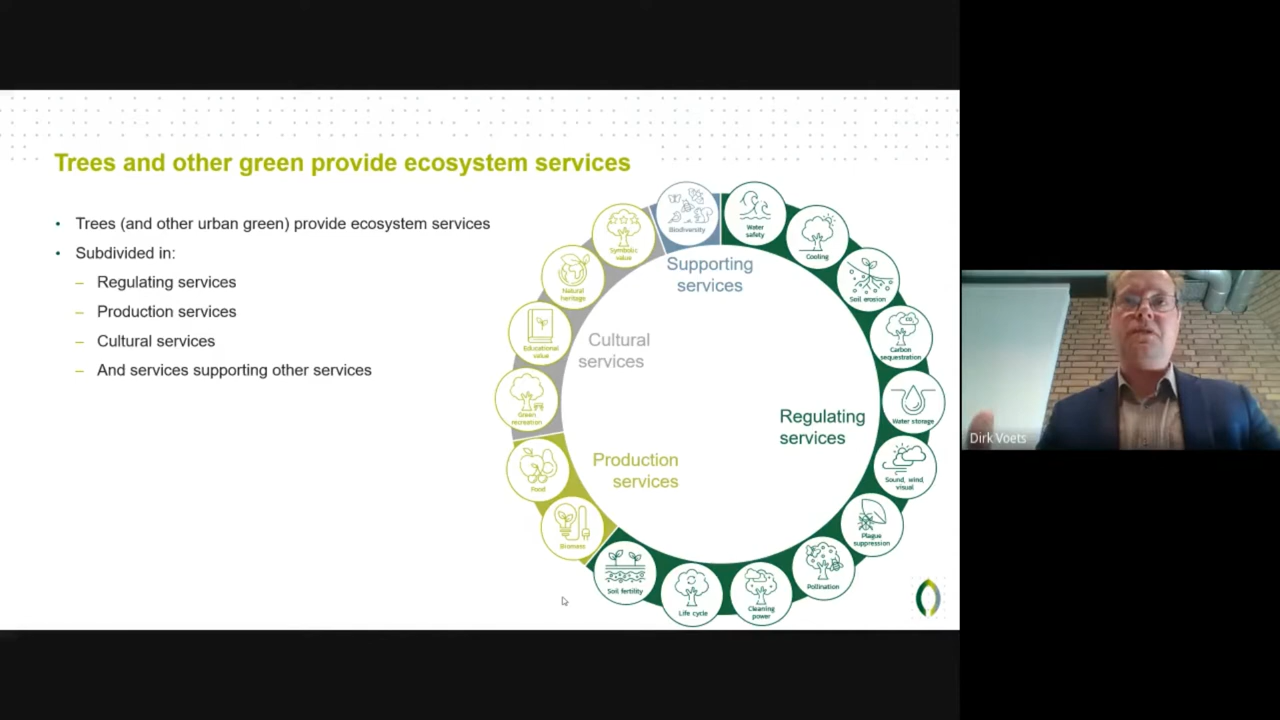 Trees and other green provide ecosystem services
• Trees (and other urban green) provide ecosystem services
• Subdivided in:
– Regulating services
– Production services
– Cultural services
– And services supporting other services
Supporting
services
Cultural
services
Regulating
services
Production
services
Biodiversity
Water
safety
Cooling
Soil erosion
Carbon
sequestration
Water storage
Sound, wind,
visual
Plague
suppression
Pollination
Cleaning
power
Life cycle
Soil fertility
Biomass
Food
Green
recreation
Educational
value
Natural
heritage
Symbolic
value
Dirk Voets